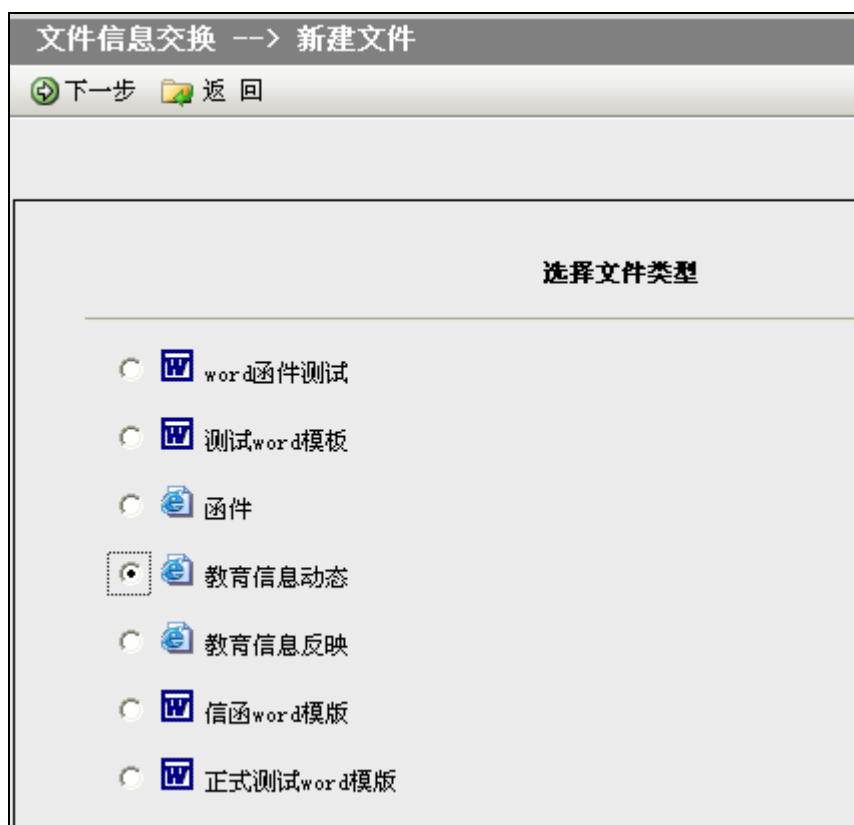 文件信息交换 --> 新建文件
下一步 返 回
选择文件类型
word函件测试
测试word模板
函件
教育信息动态
教育信息反映
信函word模版
正式测试word模版